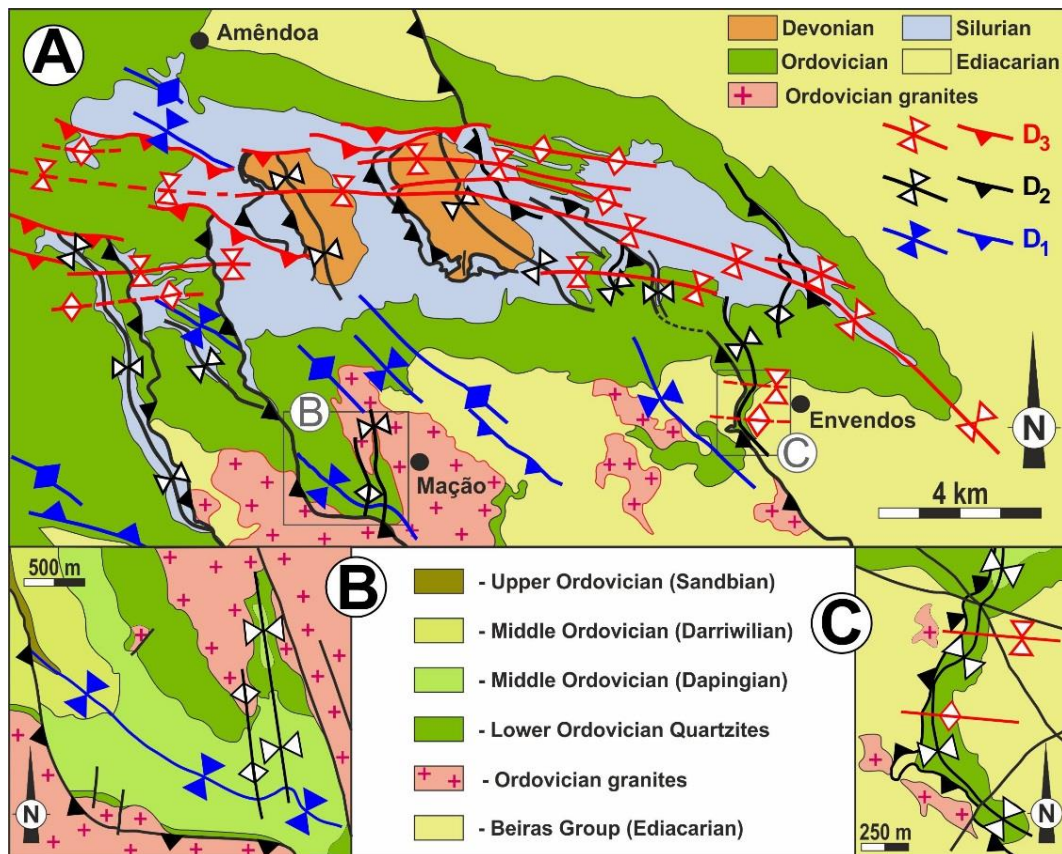 A
Amêndoa
Devonian
Silurian
Ordovician
Ediacarian
Ordovician granites
D3
D2
D1
B
C
Envendos
Mação
N
4 km
500 m
B
N
- Upper Ordovician (Sandbian)
- Middle Ordovician (Darriwilian)
- Middle Ordovician (Dapingian)
- Lower Ordovician Quartzites
- Ordovician granites
- Beiras Group (Ediacarian)
C
N
250 m